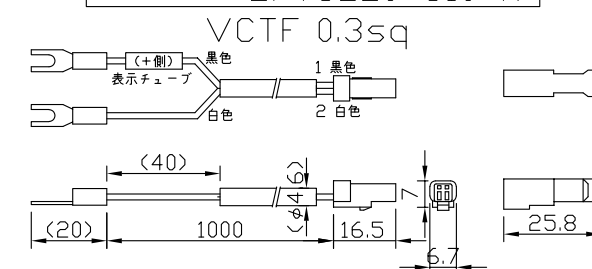 VCTF 0.3sq
(+側)
黒色
表示チューブ
1 黒色
白色
2 白色
(40)
(φ4.6)
7
(20)
1000
16.5
25.8
6.7